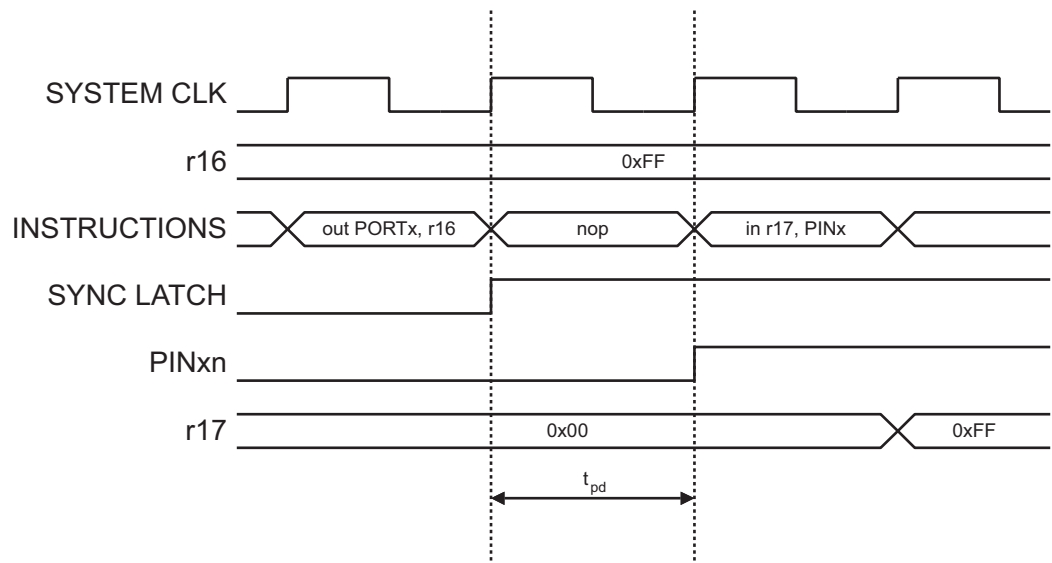 SYSTEM CLK
r16
0xFF
INSTRUCTIONS
out PORTx, r16
nop
in r17, PINx
SYNC LATCH
PINxn
r17
0x00
0xFF
tpd